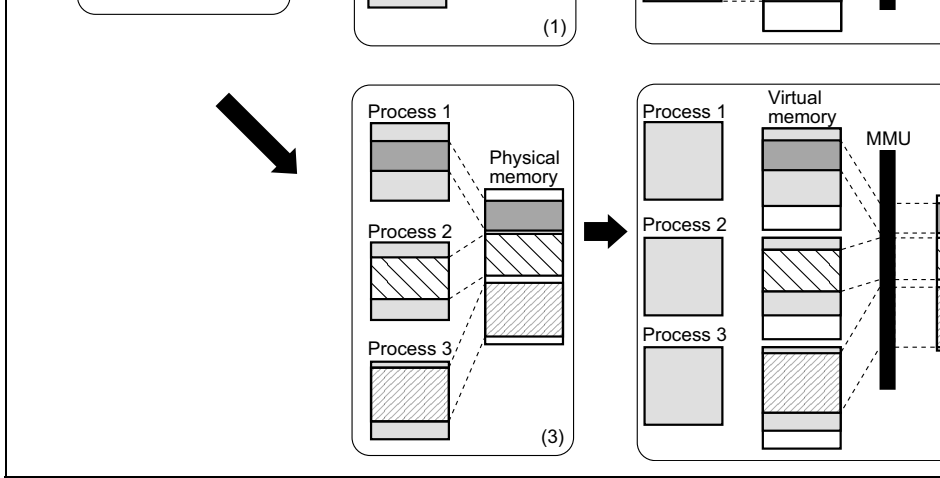 (1)
Process 1
Physical
memory
Process 2
Process 3
(3)
Process 1
Virtual
memory
MMU
Process 2
Process 3